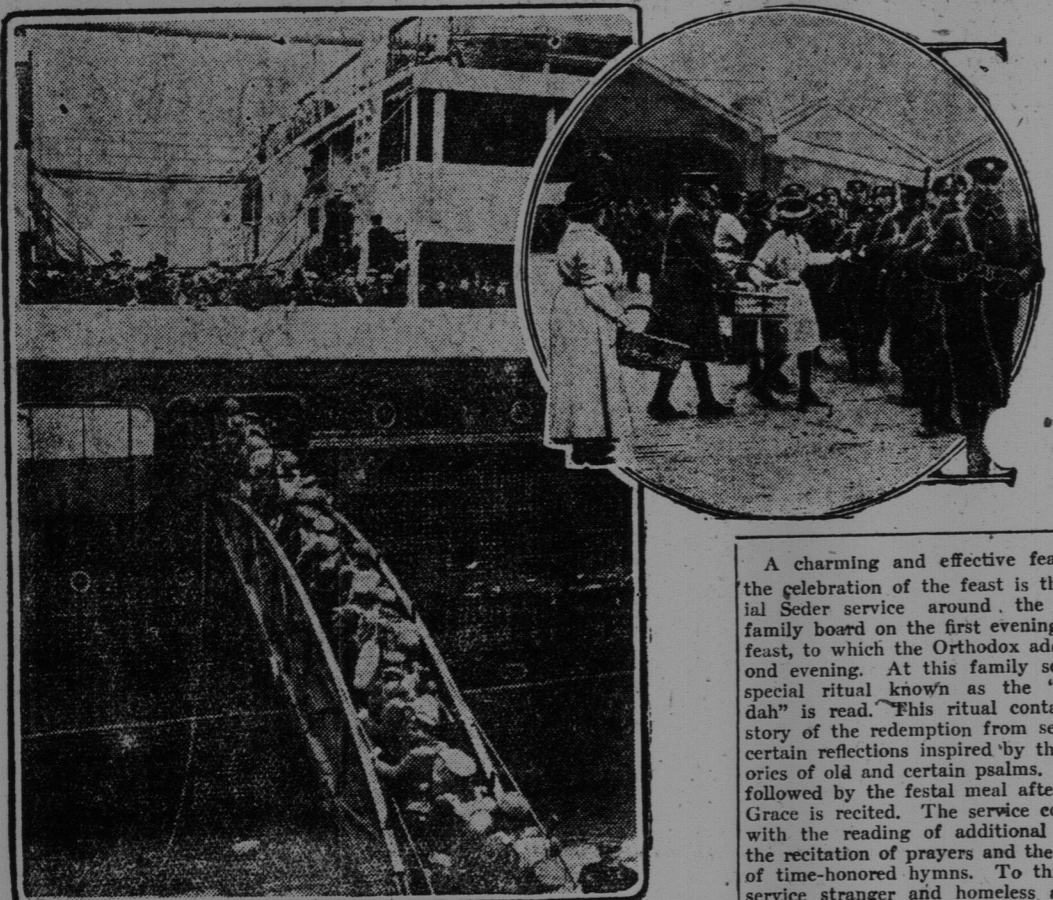 A charming and effective fea
the celebration of the feast is th
ial Seder service around the
family board on the first evening
feast, to which the Orthodox ad
ond evening. At this family se
special ritual known as the "
dah" is read. This ritual conta
story of the redemption from se
certain reflections inspired by th
ories of old and certain psalms.
followed by the festal meal afte
Grace is recited. The service co
with the reading of additional
the recitation of prayers and the
of time-honored hymns. To th
service stranger and homeless a